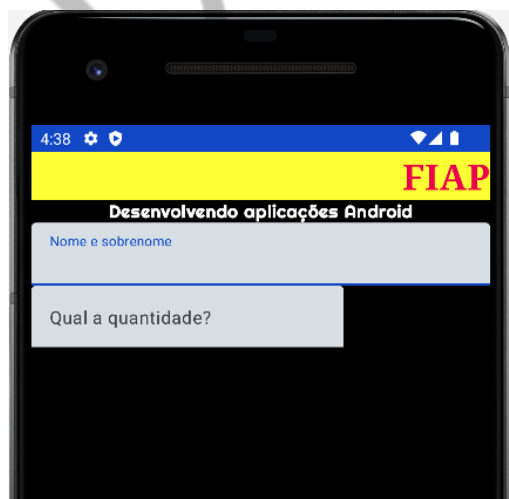 4:38
FIAP
Desenvolvendo aplicações Android
Nome e sobrenome
Qual a quantidade?